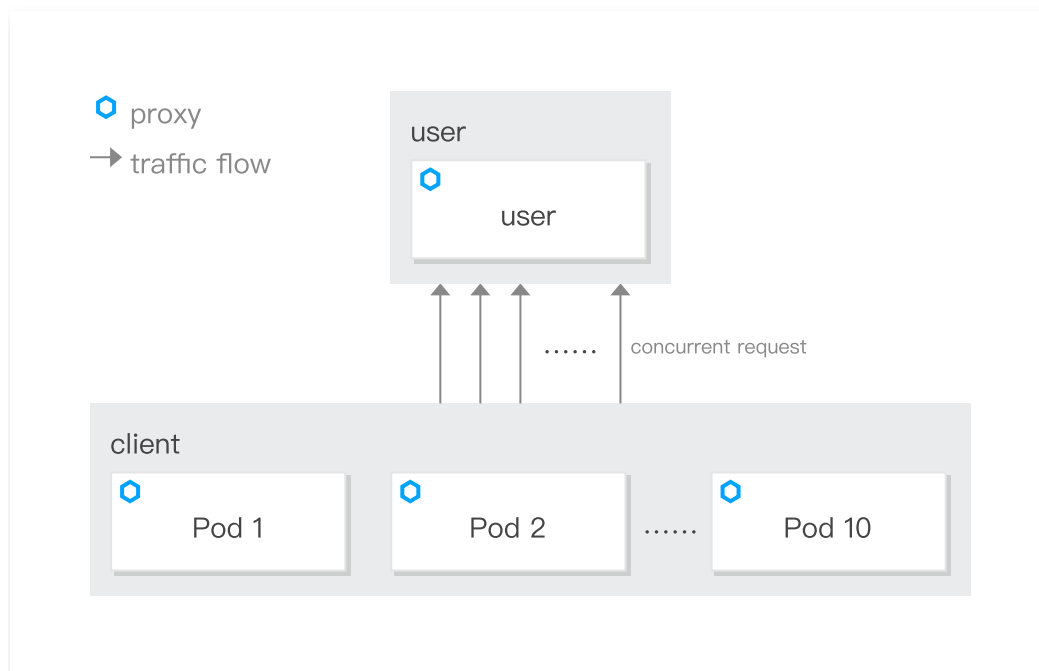 proxy
traffic flow
user
user
......
concurrent request
client
Pod 1
Pod 2
......
Pod 10